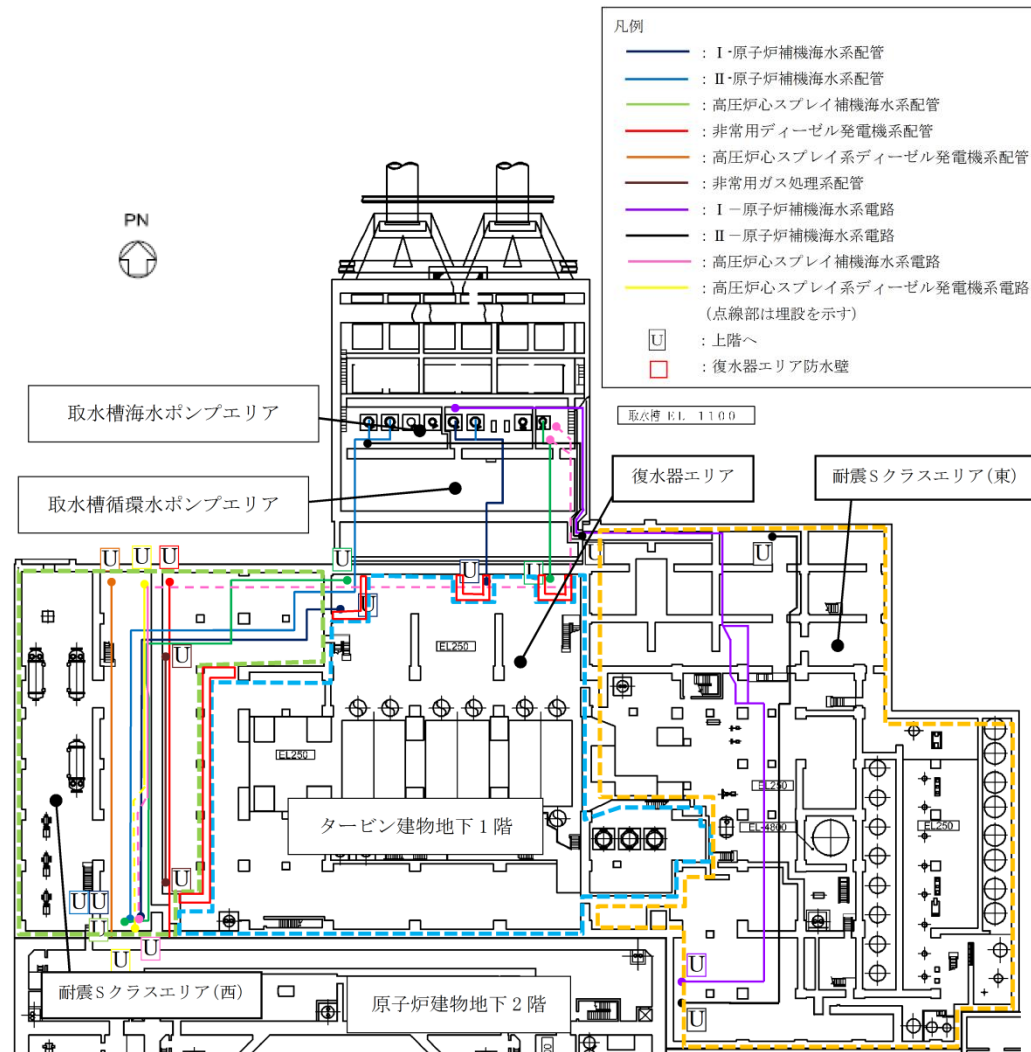 凡例
：Ⅰ-原子炉補機海水系配管
：Ⅱ-原子炉補機海水系配管
：高圧炉心スプレイ補機海水系配管
：非常用ディーゼル発電機系配管
：高圧炉心スプレイ系ディーゼル発電機系配管
：非常用ガス処理系配管
：Ⅰ－原子炉補機海水系電路
：Ⅱ－原子炉補機海水系電路
：高圧炉心スプレイ補機海水系電路
：高圧炉心スプレイ系ディーゼル発電機系電路
(点線部は埋設を示す)
U ：上階へ
：復水器エリア防水壁
PN
取水槽海水ポンプエリア
取水槽 EL 1100
取水槽循環水ポンプエリア
復水器エリア
耐震Ｓクラスエリア(東)
U
U
U
U
U
U
U
U
U
U
EL250
U
EL250
タービン建物地下１階
EL250
EL-4800
EL250
U
U
U
U
U
U
U
U
耐震Ｓクラスエリア(西)
原子炉建物地下２階